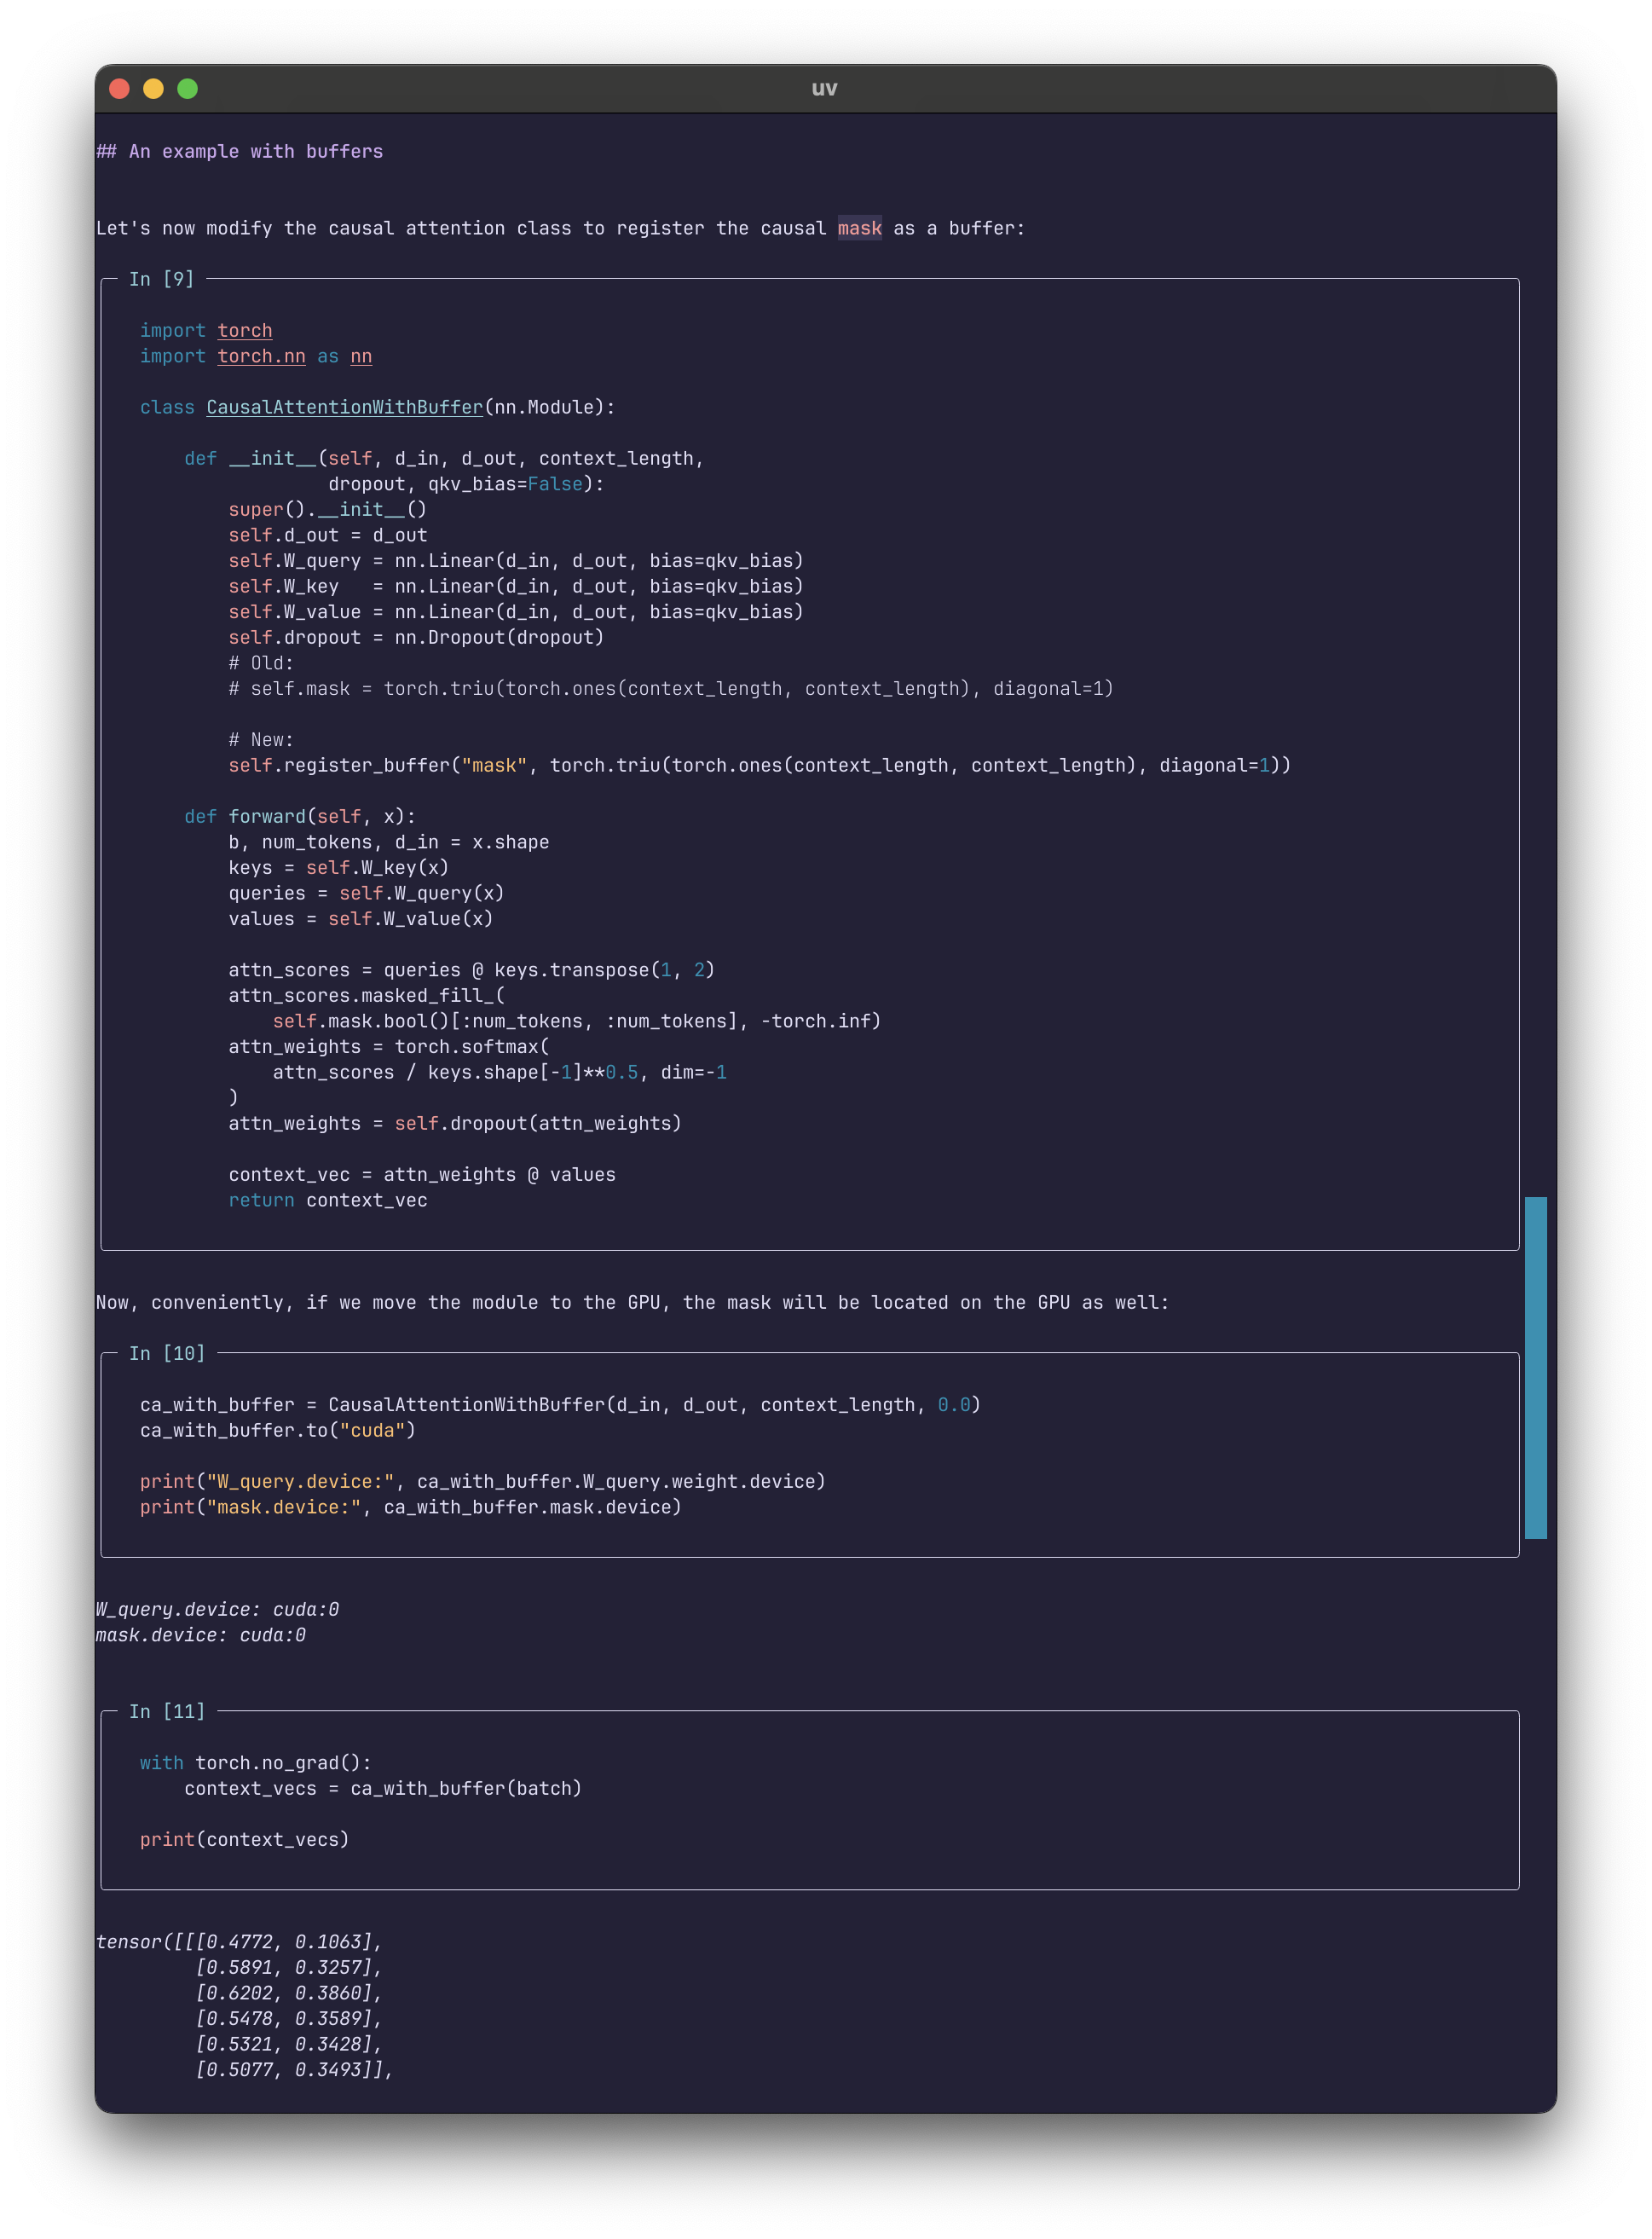 uv
## An example with buffers
Let's now modify the causal attention class to register the causal mask as a buffer:
In [9]
import torch
import torch.nn as nn
class CausalAttentionWithBuffer(nn.Module):
def __init__(self, d_in, d_out, context_length,
dropout, qkv_bias=False):
super().__init__()
self.d_out = d_out
self.W_query = nn.Linear(d_in, d_out, bias=qkv_bias)
self.W_key   = nn.Linear(d_in, d_out, bias=qkv_bias)
self.W_value = nn.Linear(d_in, d_out, bias=qkv_bias)
self.dropout = nn.Dropout(dropout)
# Old:
# self.mask = torch.triu(torch.ones(context_length, context_length), diagonal=1)
# New:
self.register_buffer("mask", torch.triu(torch.ones(context_length, context_length), diagonal=1))
def forward(self, x):
b, num_tokens, d_in = x.shape
keys = self.W_key(x)
queries = self.W_query(x)
values = self.W_value(x)
attn_scores = queries @ keys.transpose(1, 2)
attn_scores.masked_fill_(
self.mask.bool()[:num_tokens, :num_tokens], -torch.inf)
attn_weights = torch.softmax(
attn_scores / keys.shape[-1]**0.5, dim=-1
)
attn_weights = self.dropout(attn_weights)
context_vec = attn_weights @ values
return context_vec
Now, conveniently, if we move the module to the GPU, the mask will be located on the GPU as well:
In [10]
ca_with_buffer = CausalAttentionWithBuffer(d_in, d_out, context_length, 0.0)
ca_with_buffer.to("cuda")
print("W_query.device:", ca_with_buffer.W_query.weight.device)
print("mask.device:", ca_with_buffer.mask.device)
W_query.device: cuda:0
mask.device: cuda:0
In [11]
with torch.no_grad():
context_vecs = ca_with_buffer(batch)
print(context_vecs)
tensor([[[0.4772, 0.1063],
[0.5891, 0.3257],
[0.6202, 0.3860],
[0.5478, 0.3589],
[0.5321, 0.3428],
[0.5077, 0.3493]],